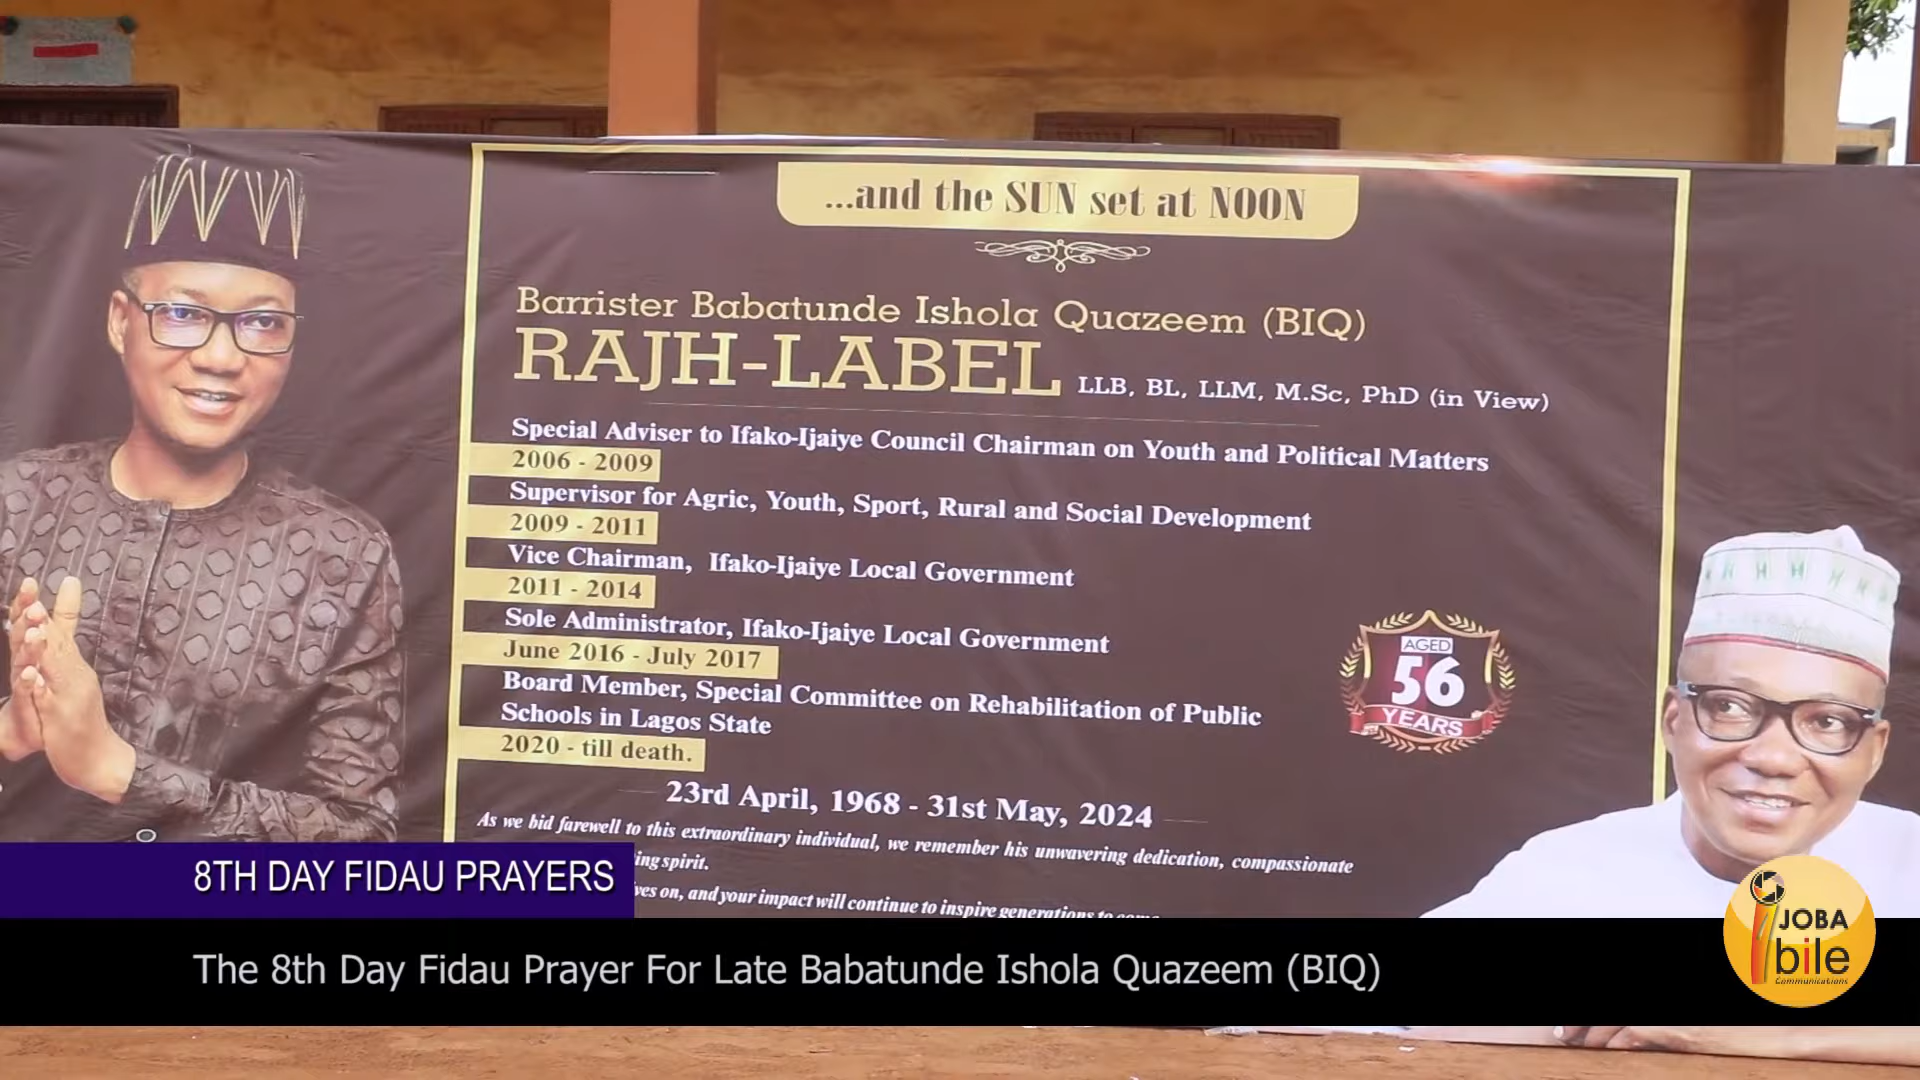 ...and the SUN set at NOON
Barrister Babatunde Ishola Quazeem (BIQ)
RAJH-LABEL LLB, BL, LLM, M.Sc, PhD (in View)
Special Adviser to Ifako-Ijaiye Council Chairman on Youth and Political Matters
2006 - 2009
Supervisor for Agric, Youth, Sport, Rural and Social Development
2009 - 2011
Vice Chairman, Ifako-Ijaiye Local Government
2011 - 2014
Sole Administrator, Ifako-Ijaiye Local Government
June 2016 - July 2017
Board Member, Special Committee on Rehabilitation of Public
Schools in Lagos State
2020 - till death.
AGED
56
YEARS
23rd April, 1968 - 31st May, 2024
As we bid farewell to this extraordinary individual, we remember his unwavering dedication, compassionate
spirit.
on, and your impact will continue to inspire generations to
8TH DAY FIDAU PRAYERS
The 8th Day Fidau Prayer For Late Babatunde Ishola Quazeem (BIQ)
JOBA
bile
Communications